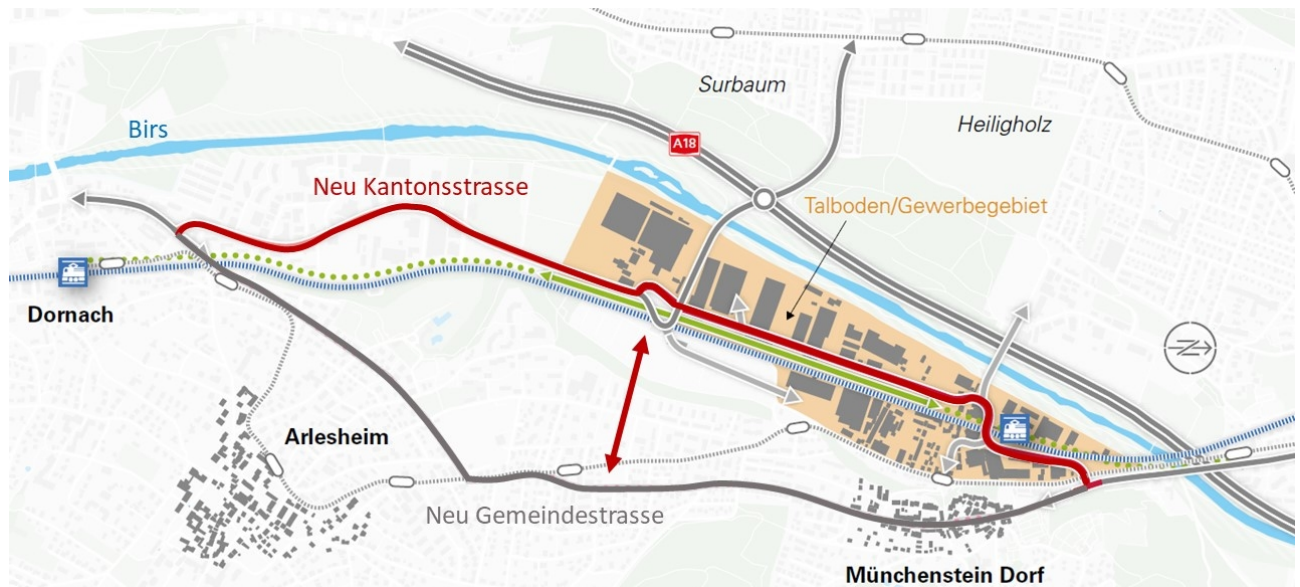 Surbaum
Birs
Heiligholz
A18
Neu Kantonsstrasse
Talboden/Gewerbegebiet
Dornach
Arlesheim
Neu Gemeindestrasse
Münchenstein Dorf